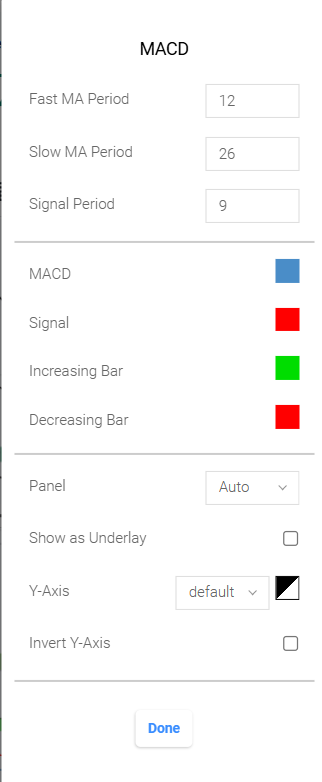 MACD
Fast MA Period 12
Slow MA Period 26
Signal Period 9
MACD
Signal
Increasing Bar
Decreasing Bar
Panel Auto
Show as Underlay
Y-Axis default
Invert Y-Axis
Done